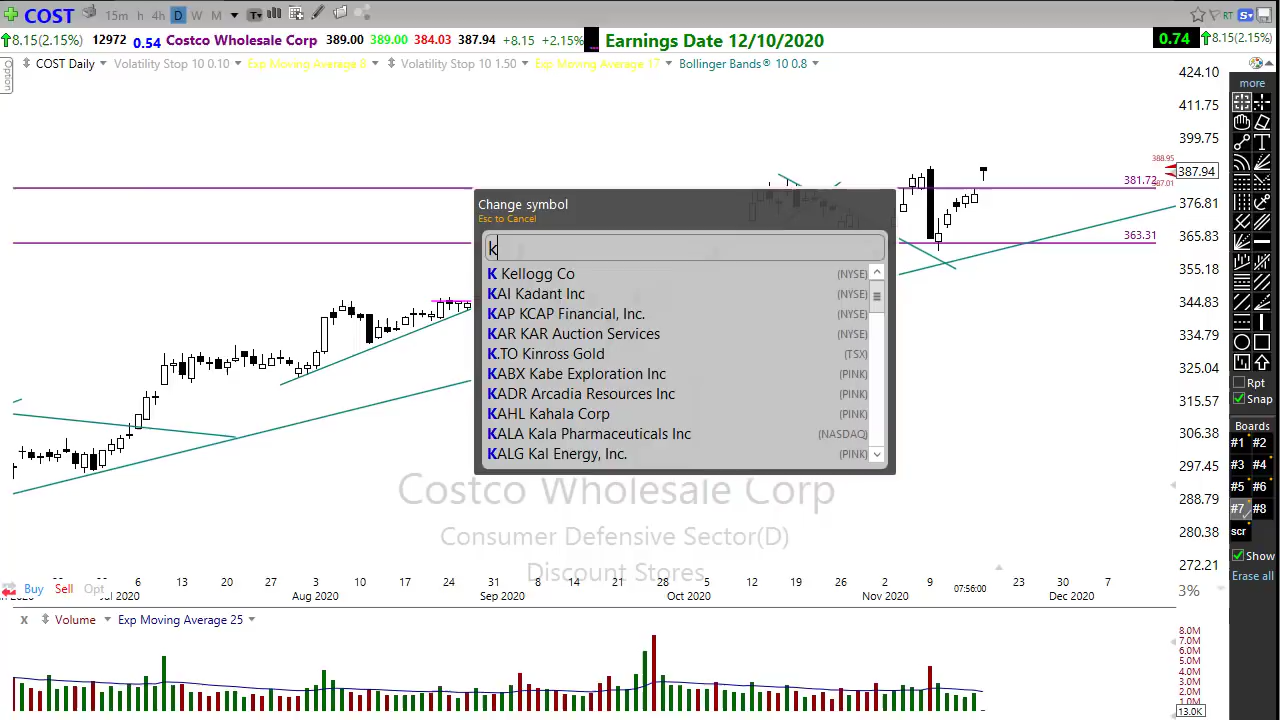 COST 15m h 4h D W M T
8.15(2.15%) 12972 0.54 Costco Wholesale Corp 389.00 389.00 384.03 387.94 +8.15 +2.15% Earnings Date 12/10/2020 0.74 8.15(2.15%)
RT S
Option
COST Daily Volatility Stop 10 0.10 Exp Moving Average 8 Volatility Stop 10 1.50 Exp Moving Average 17 Bollinger Bands® 10 0.8
424.10
411.75
399.75
388.95
387.94
387.01
381.72
376.81
365.83
363.31
355.18
344.83
334.79
325.04
315.57
306.38
297.45
288.79
280.38
272.21
Change symbol
Esc to Cancel
k
K Kellogg Co (NYSE)
KAI Kadant Inc (NYSE)
KAP KCAP Financial, Inc. (NYSE)
KAR KAR Auction Services (NYSE)
K.TO Kinross Gold (TSX)
KABX Kabe Exploration Inc (PINK)
KADR Arcadia Resources Inc (PINK)
KAHL Kahala Corp (PINK)
KALA Kala Pharmaceuticals Inc (NASDAQ)
KALG Kal Energy, Inc. (PINK)
Costco Wholesale Corp
Consumer Defensive Sector(D)
Discount Stores
6 13 20 27 3 10 17 24 31 8 14 21 28 5 12 19 26 2 9 23 30 7
Buy Sell Opt
Jul 2020 Aug 2020 Sep 2020 Oct 2020 Nov 2020 07:56:00 Dec 2020
3%
X Volume Exp Moving Average 25
8.0M
7.0M
6.0M
5.0M
4.0M
3.0M
2.0M
1.0M
13.0K
more
T
Rpt
Snap
Boards
#1 #2
#3 #4
#5 #6
#7 #8
scr
Show
Erase all